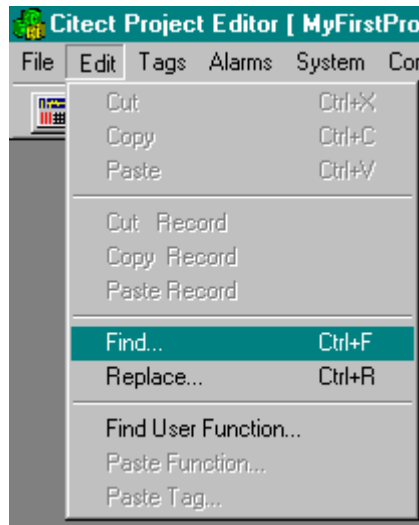 Citect Project Editor [ MyFirstPro
File Edit Tags Alarms System Cor
Cut Ctrl+X
Copy Ctrl+C
Paste Ctrl+V
Cut Record
Copy Record
Paste Record
Find... Ctrl+F
Replace... Ctrl+R
Find User Function...
Paste Function...
Paste Tag...